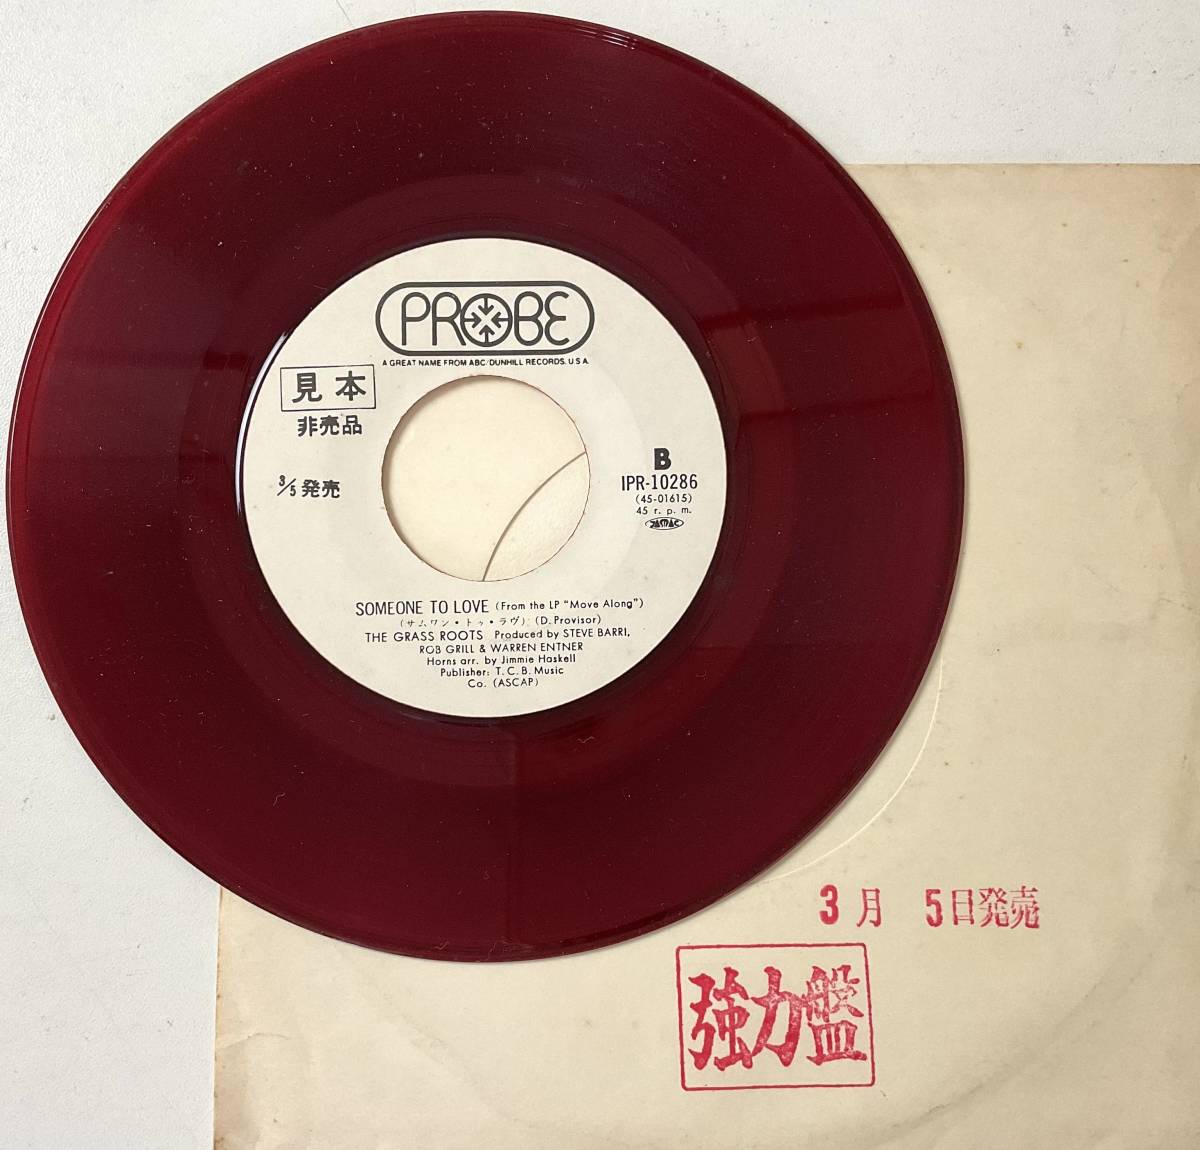 PROBE
A GREAT NAME FROM ABC/DUNHILL RECORDS, U.S.A.
見本
非売品
3/5 発売
B
IPR-10286
(45-01615)
45 r. p. m.
JASRAC
SOMEONE TO LOVE (From the LP "Move Along")
(サムワン・トゥ・ラヴ) (D. Provisor)
THE GRASS ROOTS Produced by STEVE BARRI,
ROB GRILL & WARREN ENTNER
Horns arr. by Jimmie Haskell
Publisher: T. C. B. Music
Co. (ASCAP)
3月 5日発売
強力盤